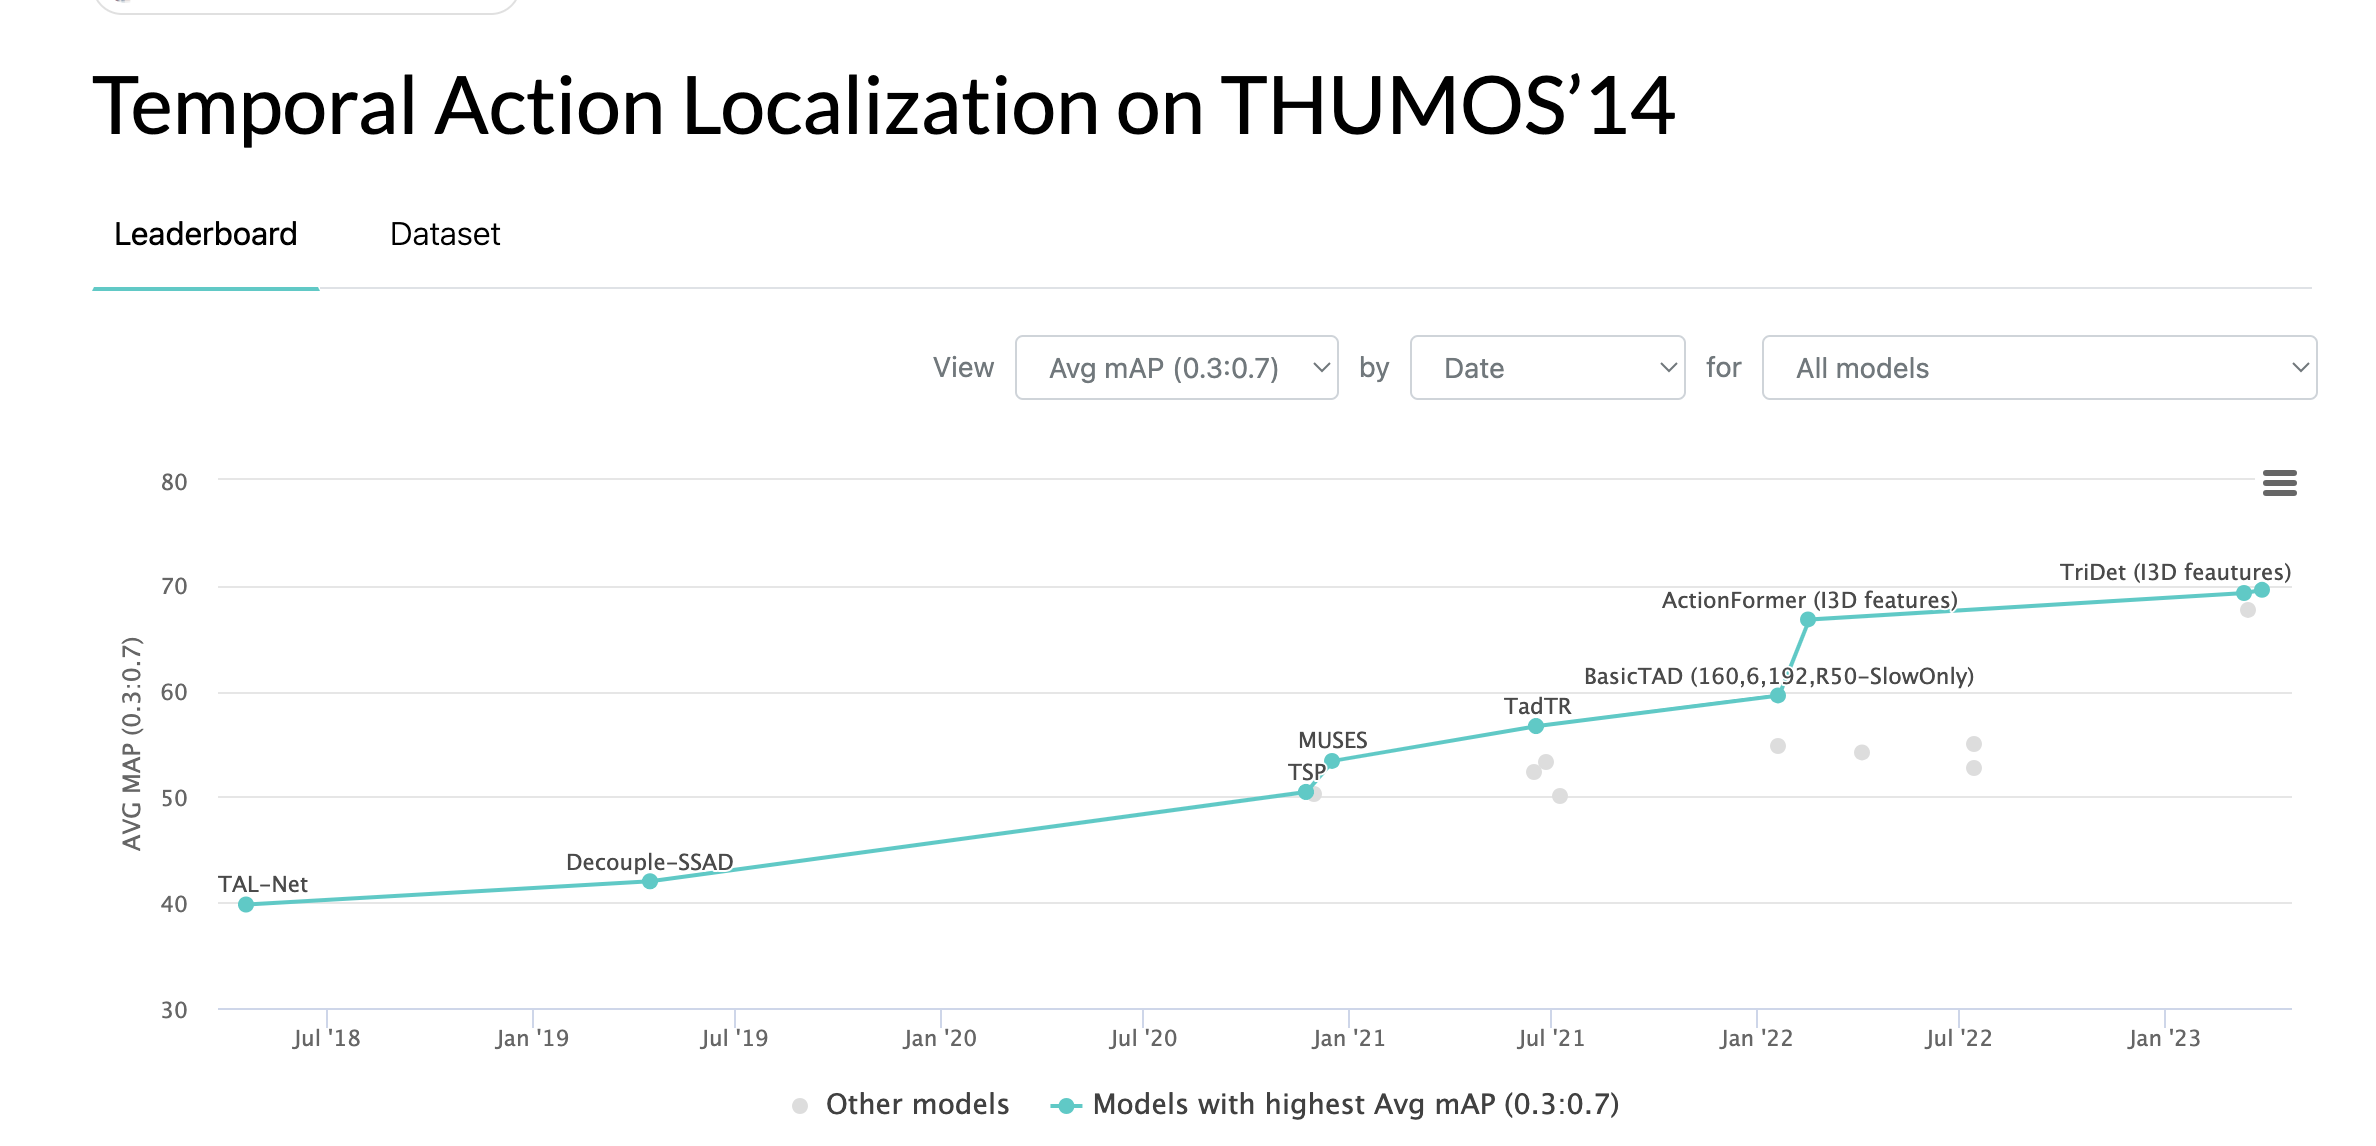 Temporal Action Localization on THUMOS’14
Leaderboard
Dataset
View Avg mAP (0.3:0.7) by Date for All models
80
70
60
50
40
30
AVG MAP (0.3:0.7)
TriDet (I3D feautures)
ActionFormer (I3D features)
BasicTAD (160,6,192,R50-SlowOnly)
TadTR
MUSES
TSP
Decouple-SSAD
TAL-Net
Jul '18 Jan '19 Jul '19 Jan '20 Jul '20 Jan '21 Jul '21 Jan '22 Jul '22 Jan '23
Other models Models with highest Avg mAP (0.3:0.7)